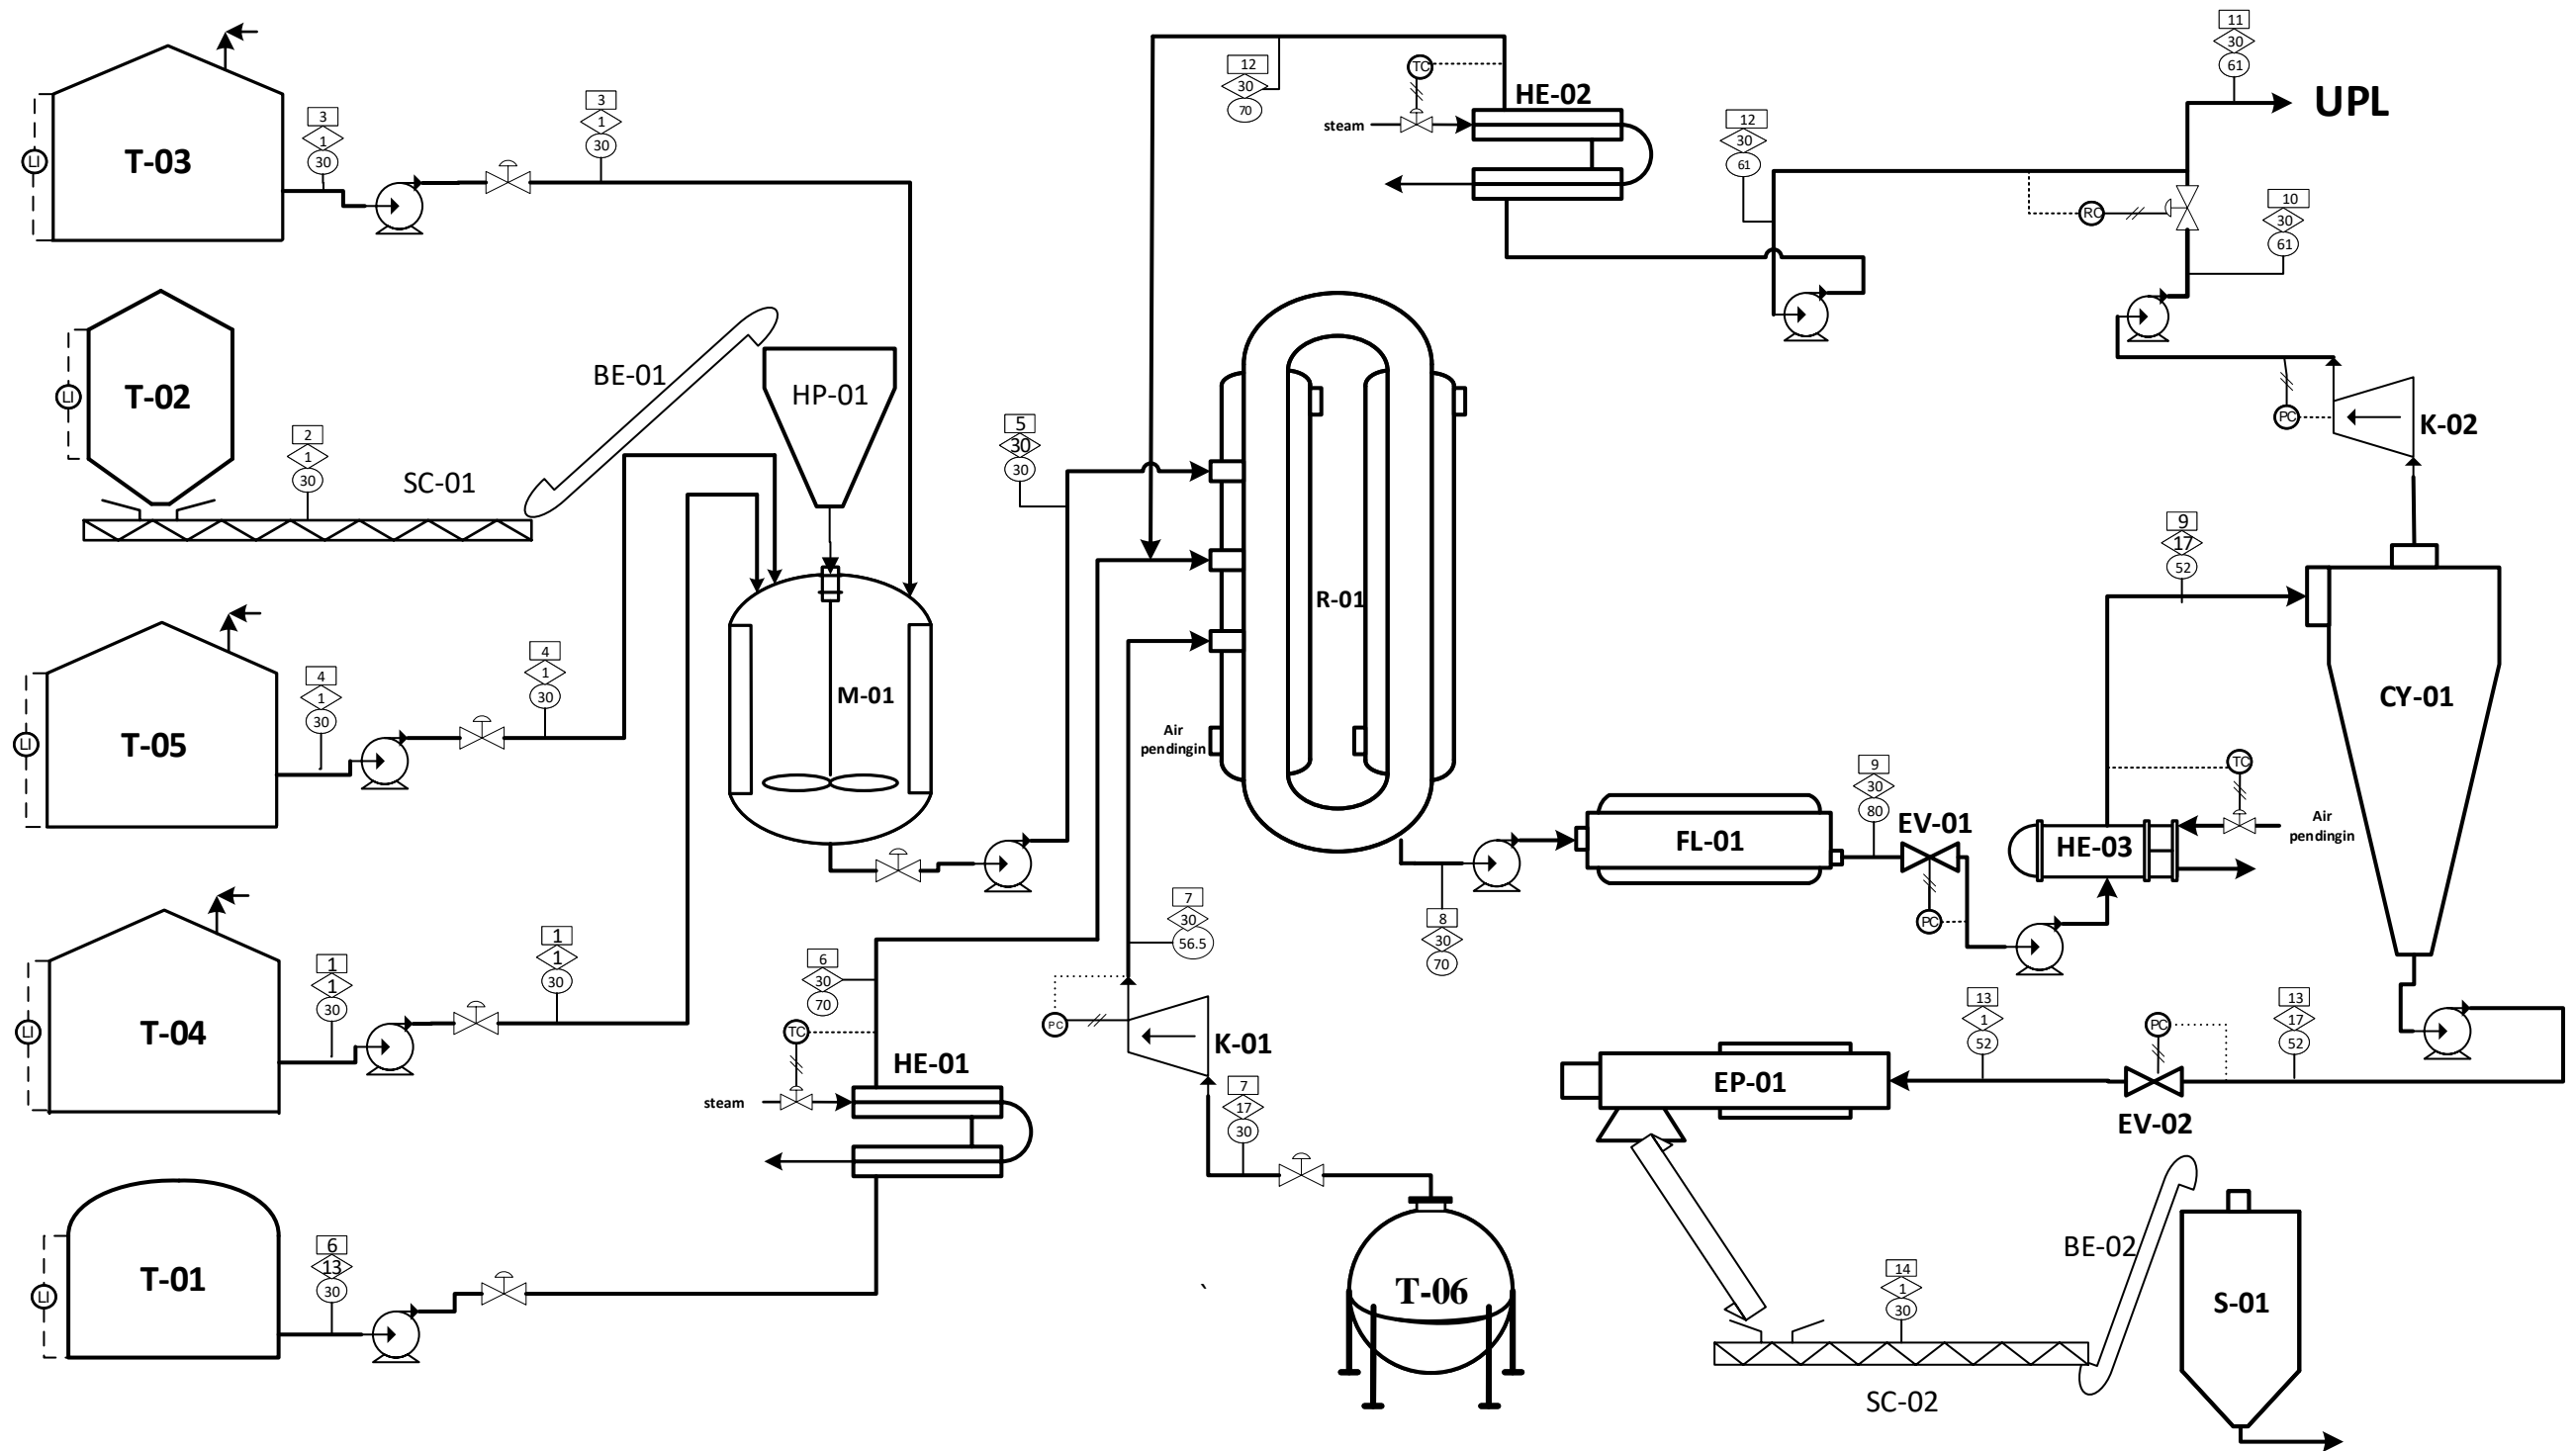 T-03
LI
3
1
30
3
1
30
T-02
LI
2
1
30
SC-01
BE-01
HP-01
T-05
LI
4
1
30
4
1
30
M-01
T-04
LI
1
1
30
1
1
30
T-01
LI
6
13
30
steam
TC
HE-01
6
30
70
5
30
30
12
30
70
TC
steam
HE-02
12
30
61
11
30
61
UPL
RC
10
30
61
PC
K-02
R-01
Air
pendingin
7
30
56.5
PC
K-01
7
17
30
T-06
`
8
30
70
FL-01
9
30
80
EV-01
PC
9
17
52
TC
HE-03
Air
pendingin
CY-01
13
17
52
PC
EV-02
13
1
52
EP-01
14
1
30
SC-02
BE-02
S-01